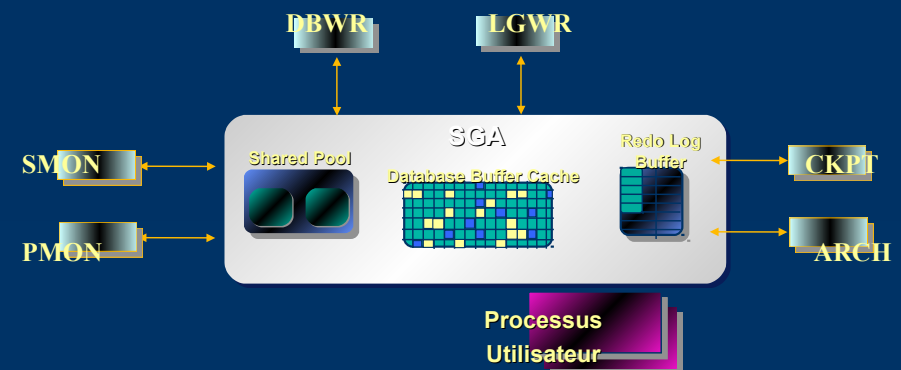 DBWR
LGWR
SGA
Shared Pool
Database Buffer Cache
Redo Log
Buffer
SMON
CKPT
PMON
ARCH
Processus
Utilisateur